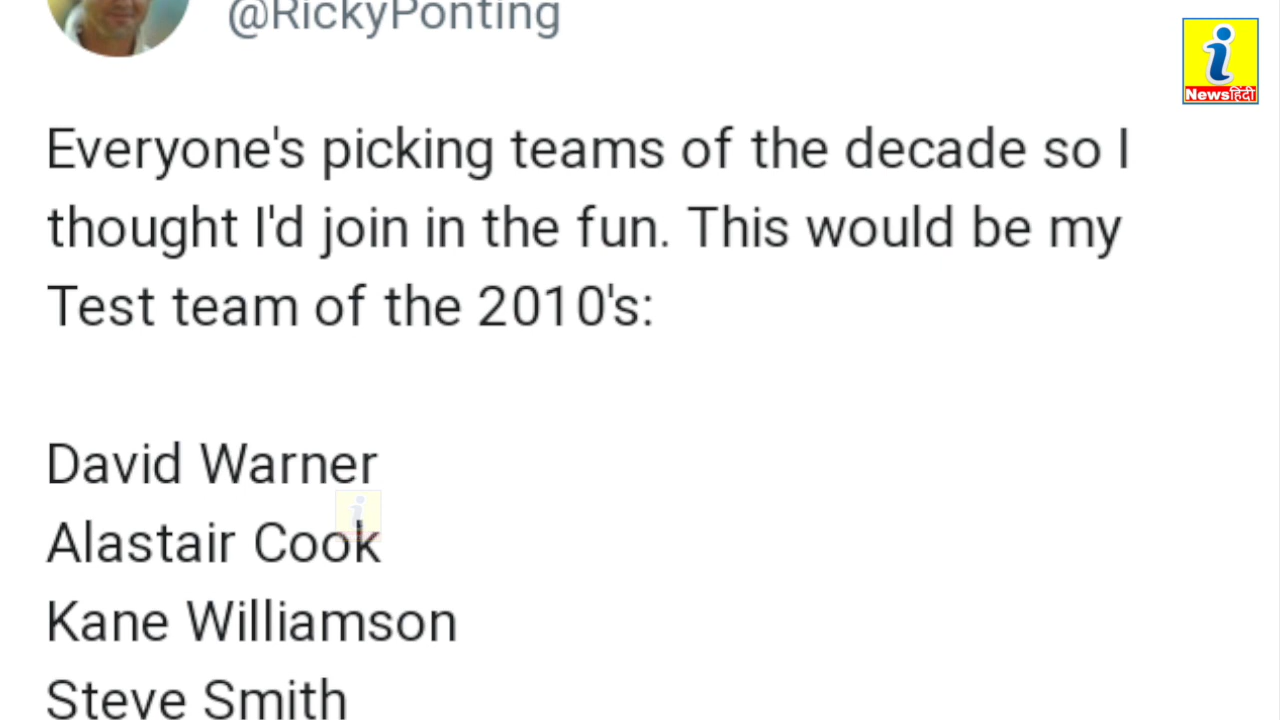 @RickyPonting
i
Newsहिंदी
Everyone's picking teams of the decade so I
thought I'd join in the fun. This would be my
Test team of the 2010's:
David Warner
Alastair Cook
Kane Williamson
Steve Smith